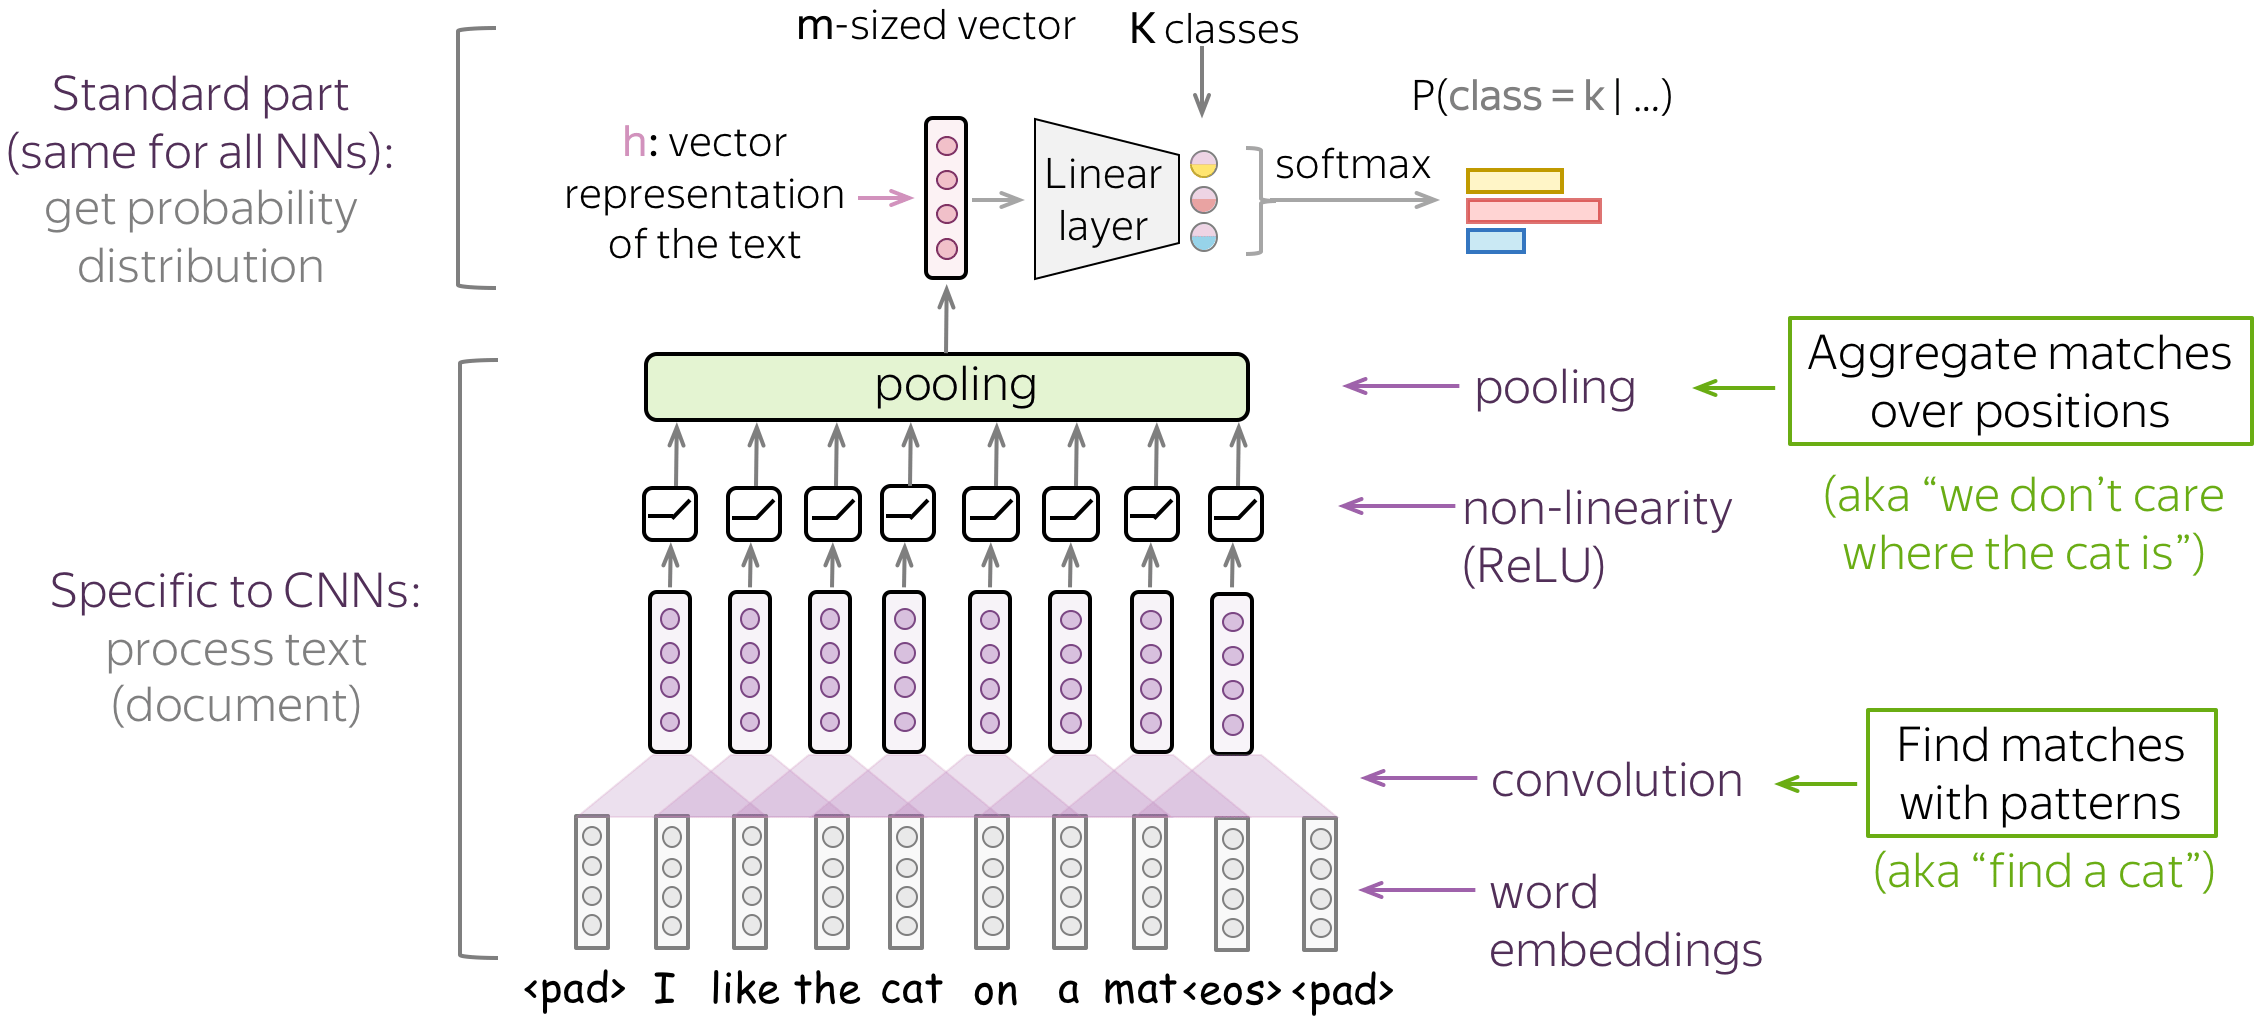 m-sized vector
K classes
Standard part
(same for all NNs):
get probability
distribution
h: vector
representation
of the text
Linear
layer
softmax
P(class = k | ...)
pooling
pooling
Aggregate matches
over positions
(aka “we don’t care
where the cat is”)
non-linearity
(ReLU)
Specific to CNNs:
process text
(document)
convolution
Find matches
with patterns
(aka “find a cat”)
word
embeddings
<pad> I like the cat on a mat <eos> <pad>